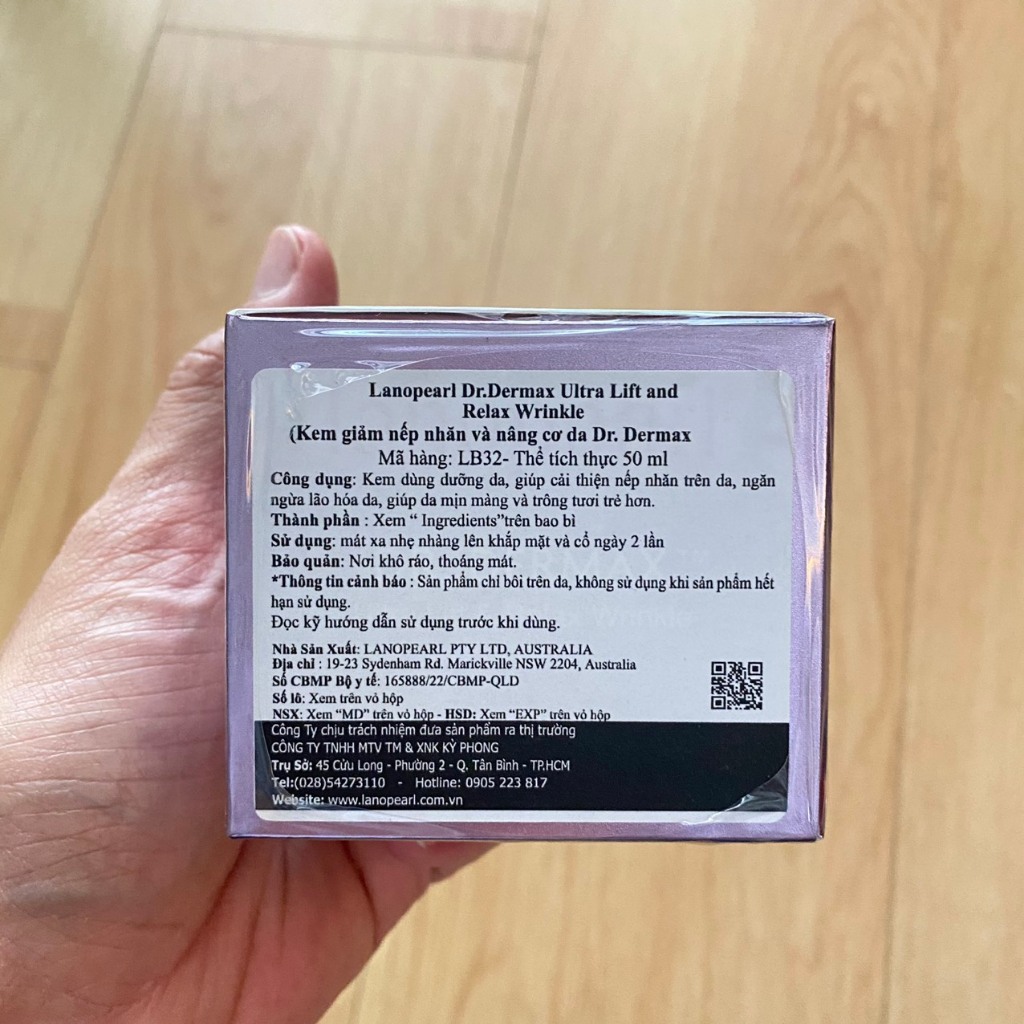 Lanopearl Dr.Dermax Ultra Lift and
Relax Wrinkle
(Kem giảm nếp nhăn và nâng cơ da Dr. Dermax
Mã hàng: LB32- Thể tích thực 50 ml
Công dụng: Kem dùng dưỡng da, giúp cải thiện nếp nhăn trên da, ngăn
ngừa lão hóa da, giúp da mịn màng và trông tươi trẻ hơn.
Thành phần : Xem “ Ingredients”trên bao bì
Sử dụng: mát xa nhẹ nhàng lên khắp mặt và cổ ngày 2 lần
Bảo quản: Nơi khô ráo, thoáng mát.
*Thông tin cảnh báo : Sản phẩm chỉ bôi trên da, không sử dụng khi sản phẩm hết
hạn sử dụng.
Đọc kỹ hướng dẫn sử dụng trước khi dùng.
Nhà Sản Xuất: LANOPEARL PTY LTD, AUSTRALIA
Địa chỉ : 19-23 Sydenham Rd. Marickville NSW 2204, Australia
Số CBMP Bộ y tế: 165888/22/CBMP-QLD
Số lô: Xem trên vỏ hộp
NSX: Xem “MD” trên vỏ hộp - HSD: Xem “EXP” trên vỏ hộp
Công Ty chịu trách nhiệm đưa sản phẩm ra thị trường
CÔNG TY TNHH MTV TM & XNK KỲ PHONG
Trụ Sở: 45 Cửu Long - Phường 2 - Q. Tân Bình - TP.HCM
Tel:(028)54273110 - Hotline: 0905 223 817
Website: www.lanopearl.com.vn